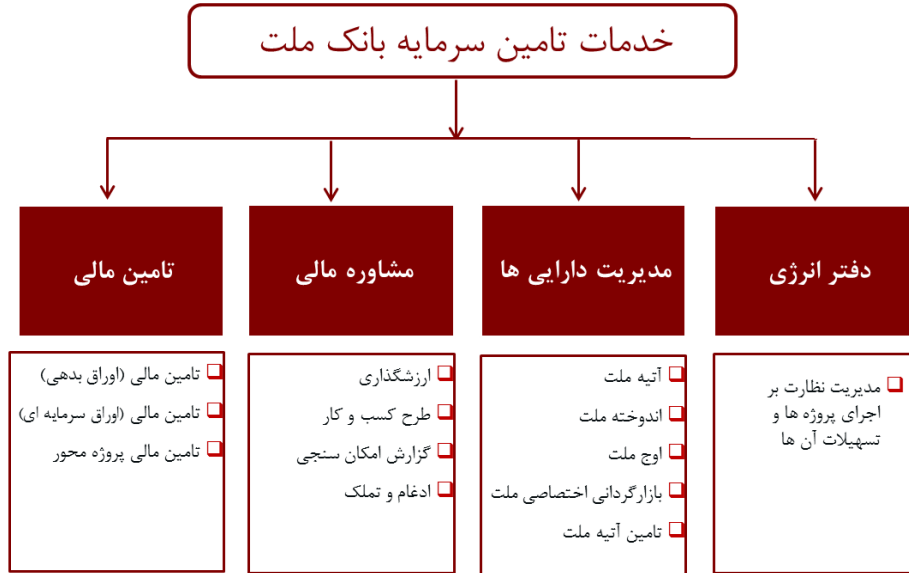 خدمات تامین سرمایه بانک ملت
دفتر انرژی
مدیریت نظارت بر
اجرای پروژه ها و
تسهیلات آن ها
مدیریت دارایی ها
آتیه ملت
اندوخته ملت
اوج ملت
بازارگردانی اختصاصی ملت
تامین آتیه ملت
مشاوره مالی
ارزشگذاری
طرح کسب و کار
گزارش امکان سنجی
ادغام و تملک
تامین مالی
تامین مالی (اوراق بدهی)
تامین مالی (اوراق سرمایه ای)
تامین مالی پروژه محور